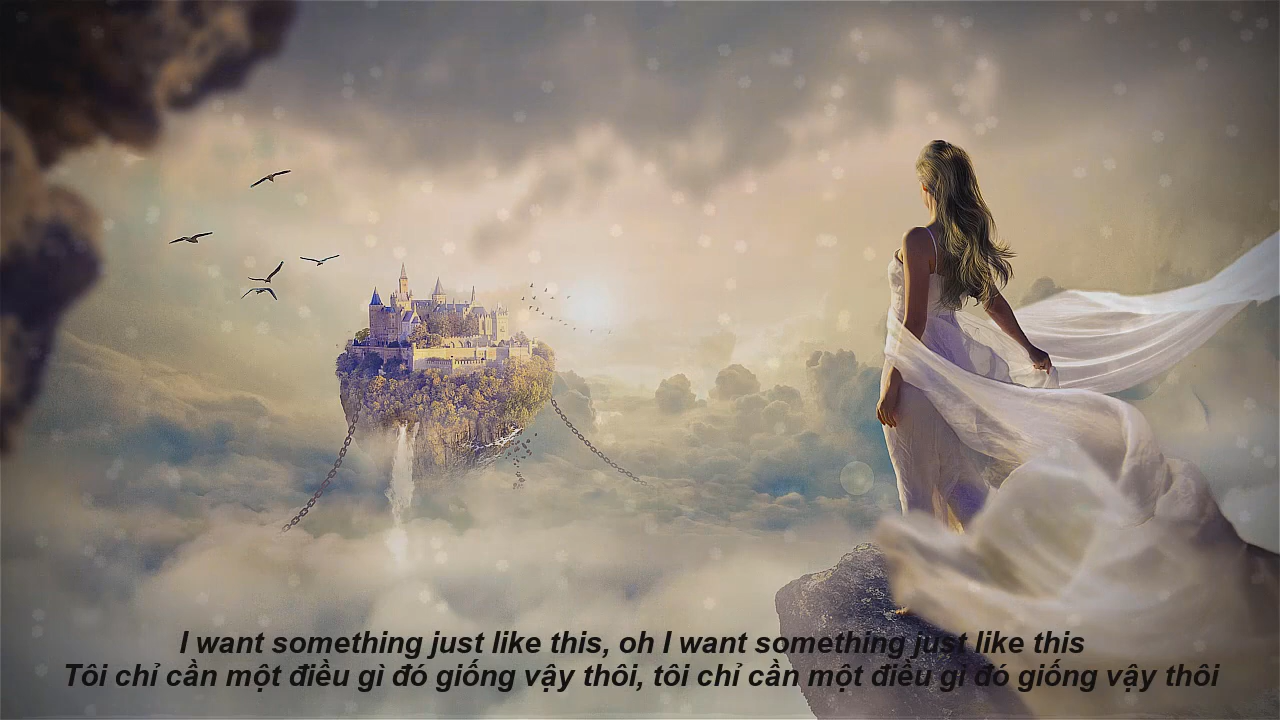 I want something just like this, oh I want something just like this
Tôi chỉ cần một điều gì đó giống vậy thôi, tôi chỉ cần một điều gì đó giống vậy thôi